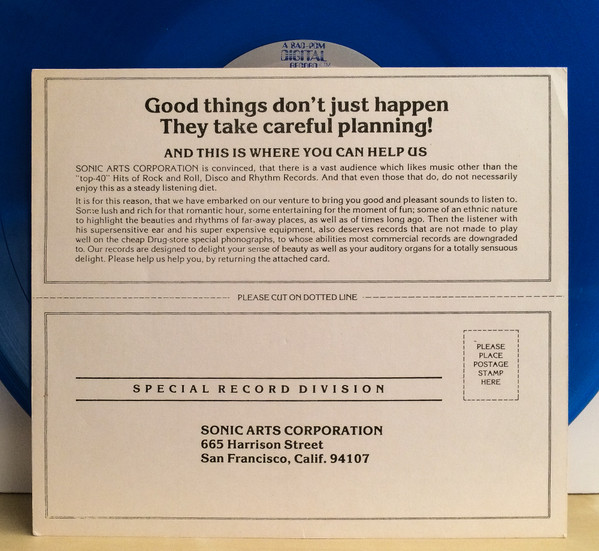 A RAO-POM
DIGITAL
RECORD
Good things don't just happen
They take careful planning!
AND THIS IS WHERE YOU CAN HELP US
SONIC ARTS CORPORATION is convinced, that there is a vast audience which likes music other than the
"top-40" Hits of Rock and Roll, Disco and Rhythm Records. And that even those that do, do not necessarily
enjoy this as a steady listening diet.
It is for this reason, that we have embarked on our venture to bring you good and pleasant sounds to listen to.
Some lush and rich for that romantic hour, some entertaining for the moment of fun; some of an ethnic nature
to highlight the beauties and rhythms of far-away places, as well as of times long ago. Then the listener with
his supersensitive ear and his super expensive equipment, also deserves records that are not made to play
well on the cheap Drug-store special phonographs, to whose abilities most commercial records are downgraded
to. Our records are designed to delight your sense of beauty as well as your auditory organs for a totally sensuous
delight. Please help us help you, by returning the attached card.
PLEASE CUT ON DOTTED LINE
PLEASE
PLACE
POSTAGE
STAMP
HERE
SPECIAL RECORD DIVISION
SONIC ARTS CORPORATION
665 Harrison Street
San Francisco, Calif. 94107